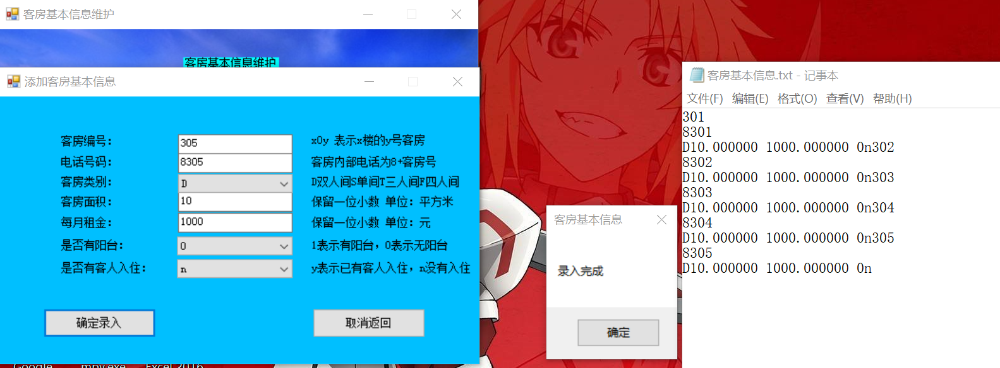 客房基本信息维护
客房基本信息维护
添加客房基本信息
客房编号： 305 x0y 表示x楼的y号客房
电话号码： 8305 客房内部电话为8+客房号
客房类别： D D双人间S单间T三人间F四人间
客房面积： 10 保留一位小数 单位：平方米
每月租金： 1000 保留一位小数 单位：元
是否有阳台： 0 1表示有阳台，0表示无阳台
是否有客人入住： n y表示已有客人入住，n没有入住
确定录入 取消返回
Google mpv.exe Excel 2016
客房基本信息
录入完成
确定
客房基本信息.txt - 记事本
文件(F) 编辑(E) 格式(O) 查看(V) 帮助(H)
301
8301
D10.000000 1000.000000 0n302
8302
D10.000000 1000.000000 0n303
8303
D10.000000 1000.000000 0n304
8304
D10.000000 1000.000000 0n305
8305
D10.000000 1000.000000 0n